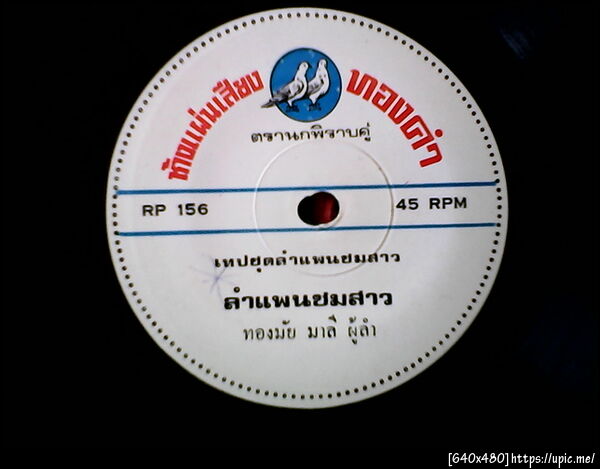 ห้างแผ่นเสียง ทองคำ
ตรานกพิราบคู่
RP 156
45 RPM
เทปชุดลำแพนชมสาว
ลำแพนชมสาว
ทองมัย มาลี ผู้ลำ
[640x480]https://upic.me/